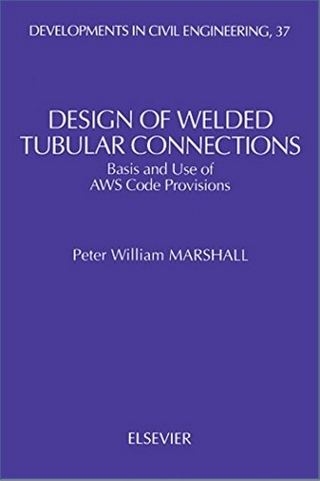 DEVELOPMENTS IN CIVIL ENGINEERING, 37
DESIGN OF WELDED
TUBULAR CONNECTIONS
Basis and Use of
AWS Code Provisions
Peter William MARSHALL
ELSEVIER